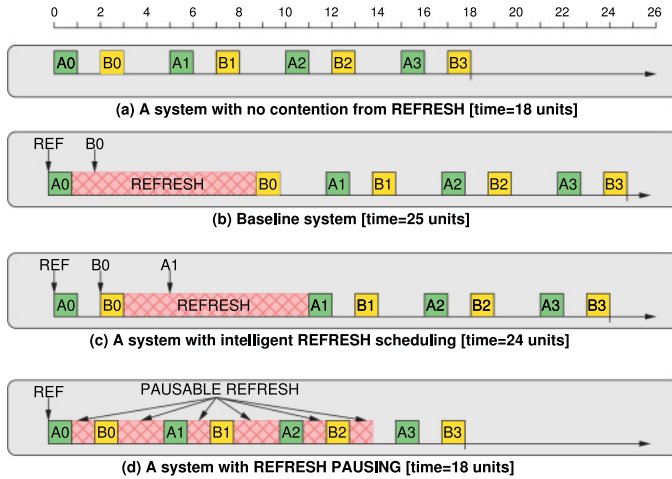 0 2 4 6 8 10 12 14 16 18 20 22 24 26
A0 B0 A1 B1 A2 B2 A3 B3
(a) A system with no contention from REFRESH [time=18 units]
REF B0
A0 REFRESH B0 A1 B1 A2 B2 A3 B3
(b) Baseline system [time=25 units]
REF B0 A1
A0 B0 REFRESH A1 B1 A2 B2 A3 B3
(c) A system with intelligent REFRESH scheduling [time=24 units]
REF PAUSABLE REFRESH
A0 B0 A1 B1 A2 B2 A3 B3
(d) A system with REFRESH PAUSING [time=18 units]